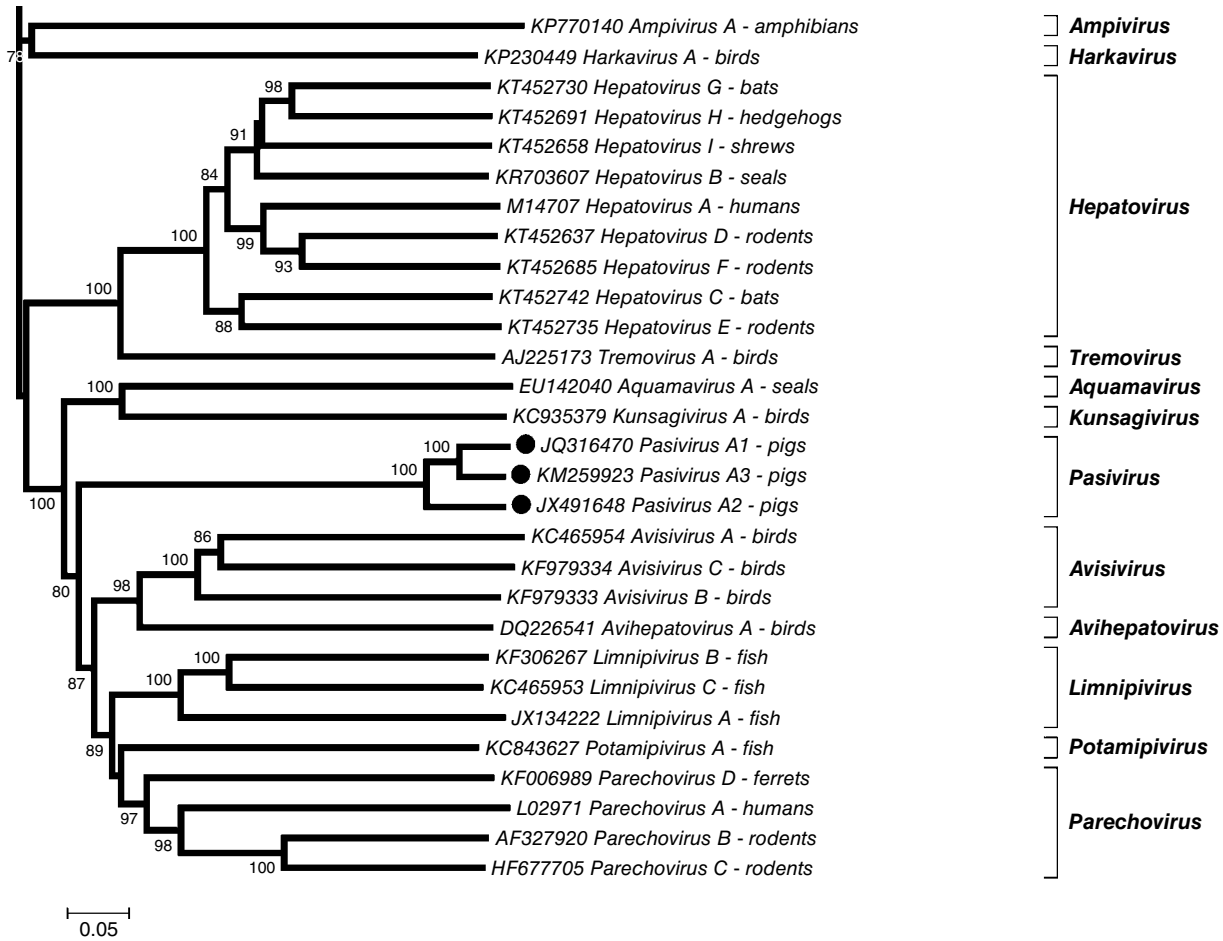 KP770140 Ampivirus A - amphibians
Ampivirus
78
KP230449 Harkavirus A - birds
Harkavirus
98
KT452730 Hepatovirus G - bats
KT452691 Hepatovirus H - hedgehogs
91
KT452658 Hepatovirus I - shrews
84
KR703607 Hepatovirus B - seals
M14707 Hepatovirus A - humans
Hepatovirus
100
99
KT452637 Hepatovirus D - rodents
93
KT452685 Hepatovirus F - rodents
100
KT452742 Hepatovirus C - bats
88
KT452735 Hepatovirus E - rodents
AJ225173 Tremovirus A - birds
Tremovirus
100
EU142040 Aquamavirus A - seals
Aquamavirus
KC935379 Kunsagivirus A - birds
Kunsagivirus
100
JQ316470 Pasivirus A1 - pigs
100
KM259923 Pasivirus A3 - pigs
Pasivirus
100
JX491648 Pasivirus A2 - pigs
86
KC465954 Avisivirus A - birds
100
KF979334 Avisivirus C - birds
Avisivirus
80
98
KF979333 Avisivirus B - birds
DQ226541 Avihepatovirus A - birds
Avihepatovirus
100
KF306267 Limnipivirus B - fish
87
100
KC465953 Limnipivirus C - fish
Limnipivirus
JX134222 Limnipivirus A - fish
89
KC843627 Potamipivirus A - fish
Potamipivirus
KF006989 Parechovirus D - ferrets
97
L02971 Parechovirus A - humans
Parechovirus
98
AF327920 Parechovirus B - rodents
100
HF677705 Parechovirus C - rodents
0.05